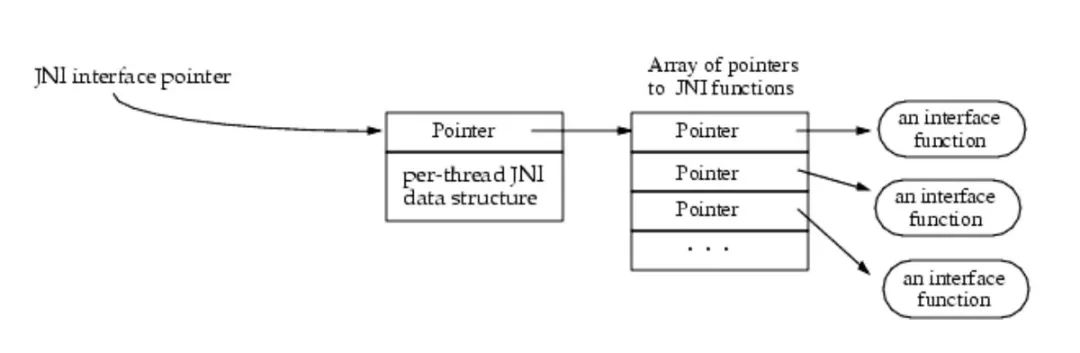 JNI interface pointer
Array of pointers
to JNI functions
Pointer
per-thread JNI
data structure
Pointer
Pointer
Pointer
. . .
an interface
function
an interface
function
an interface
function